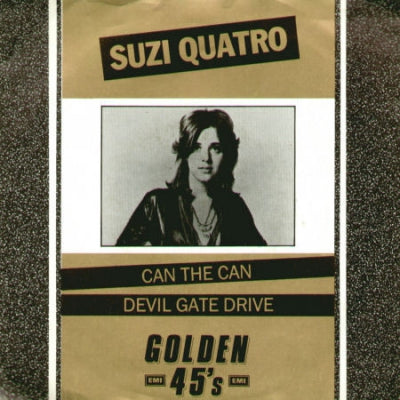 SUZI QUATRO
CAN THE CAN
DEVIL GATE DRIVE
GOLDEN
EMI 45's EMI